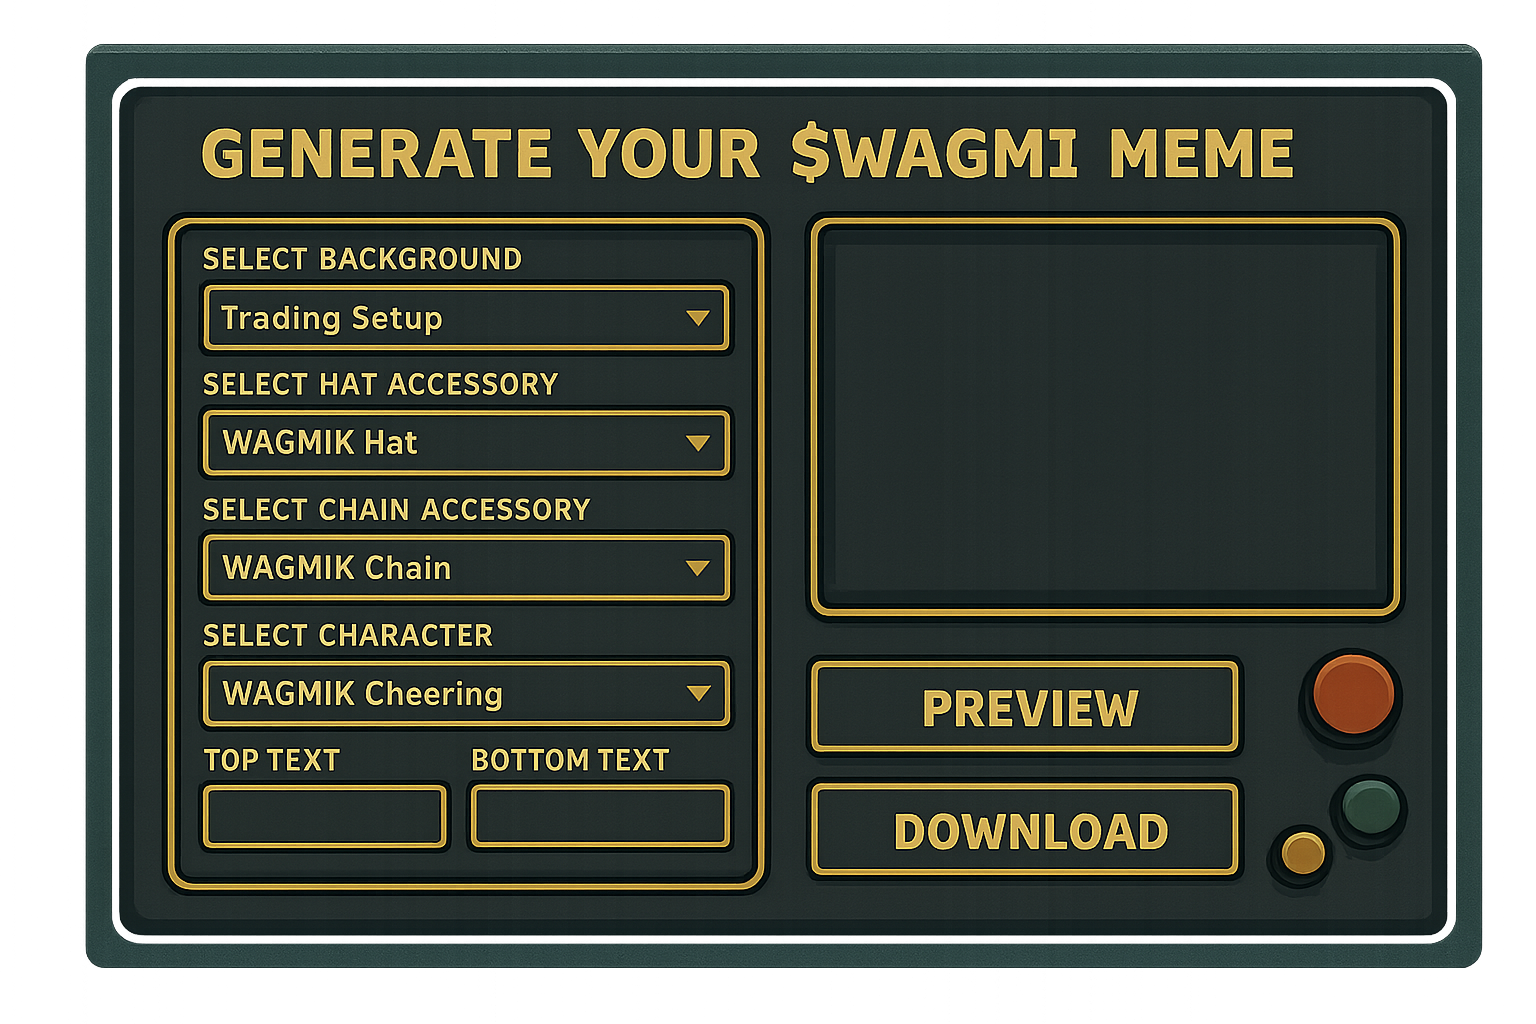 GENERATE YOUR $WAGMI MEME
SELECT BACKGROUND
Trading Setup
SELECT HAT ACCESSORY
WAGMIK Hat
SELECT CHAIN ACCESSORY
WAGMIK Chain
SELECT CHARACTER
WAGMIK Cheering
TOP TEXT
BOTTOM TEXT
PREVIEW
DOWNLOAD